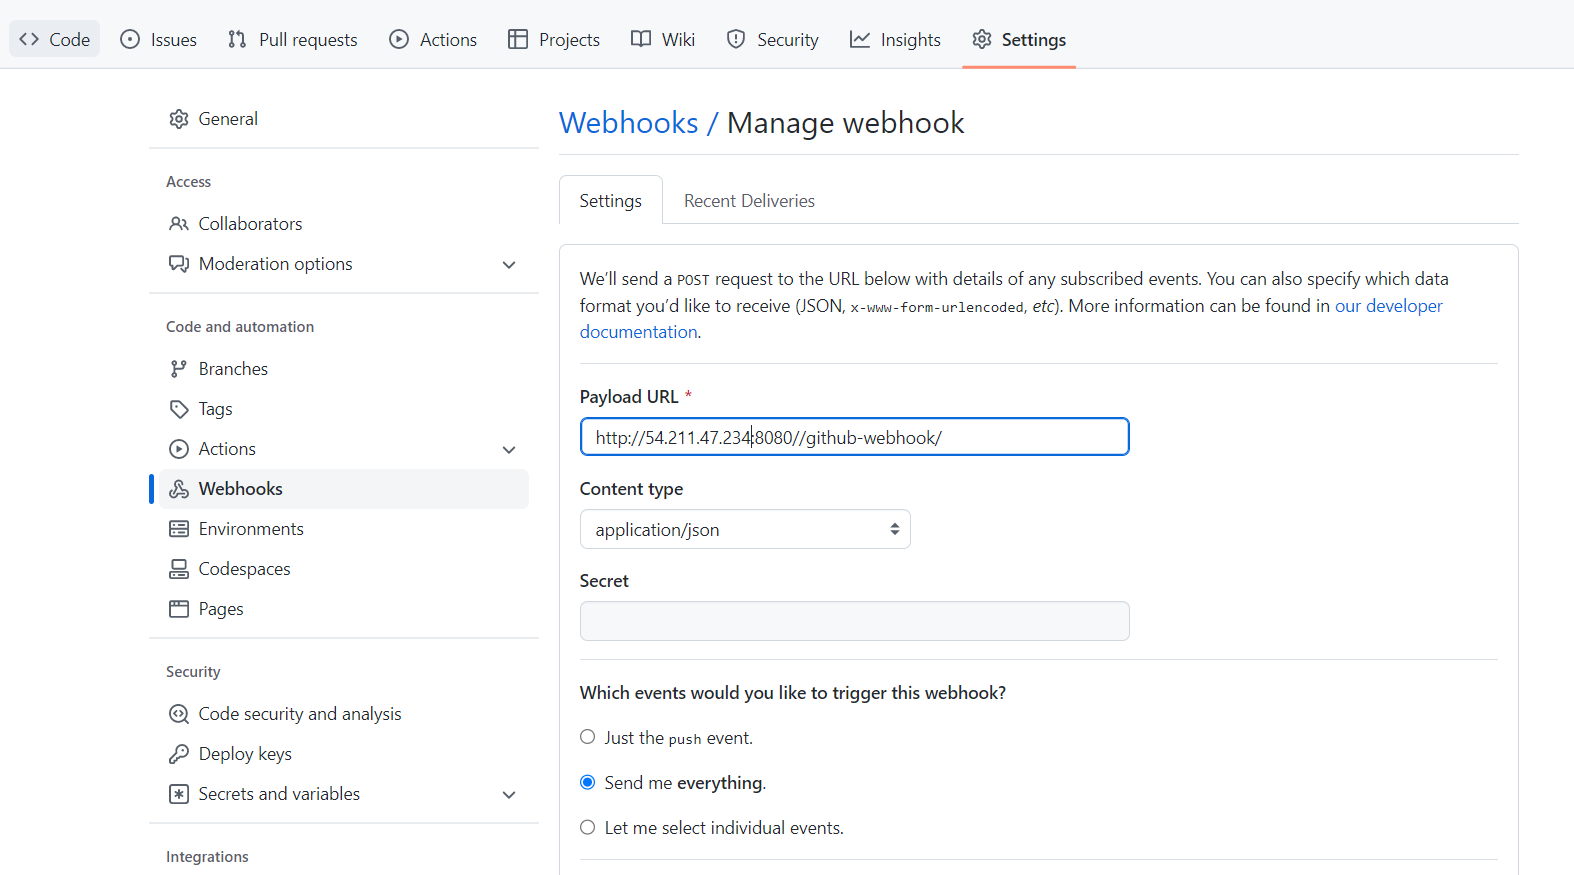 Code Issues Pull requests Actions Projects Wiki Security Insights Settings
General
Access
Collaborators
Moderation options
Code and automation
Branches
Tags
Actions
Webhooks
Environments
Codespaces
Pages
Security
Code security and analysis
Deploy keys
Secrets and variables
Integrations
Webhooks / Manage webhook
Settings Recent Deliveries
We’ll send a POST request to the URL below with details of any subscribed events. You can also specify which data
format you’d like to receive (JSON, x-www-form-urlencoded, etc). More information can be found in our developer
documentation.
Payload URL *
http://54.211.47.234:8080//github-webhook/
Content type
application/json
Secret
Which events would you like to trigger this webhook?
Just the push event.
Send me everything.
Let me select individual events.